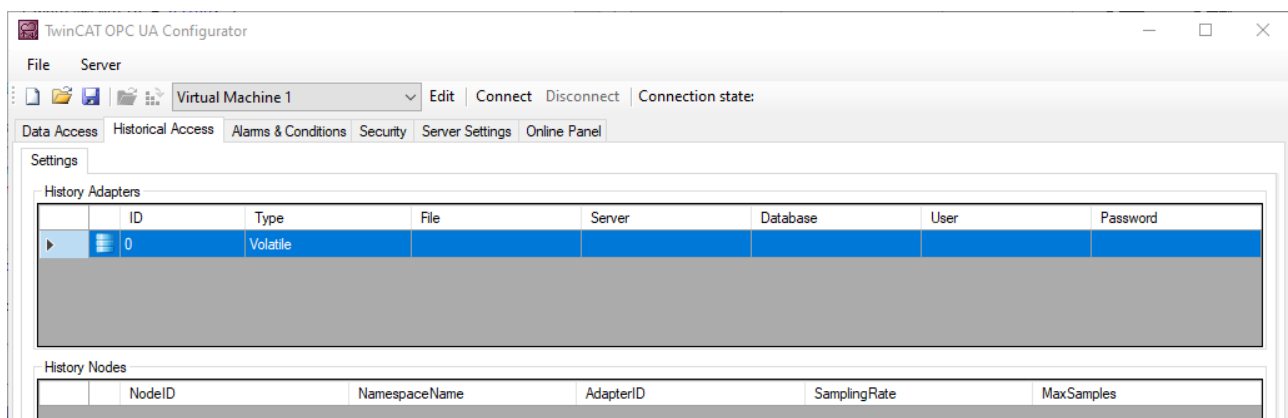 TwinCAT OPC UA Configurator
File Server
Virtual Machine 1 Edit Connect Disconnect Connection state:
Data Access Historical Access Alarms & Conditions Security Server Settings Online Panel
Settings
History Adapters
ID Type File Server Database User Password
0 Volatile
History Nodes
NodeID NamespaceName AdapterID SamplingRate MaxSamples